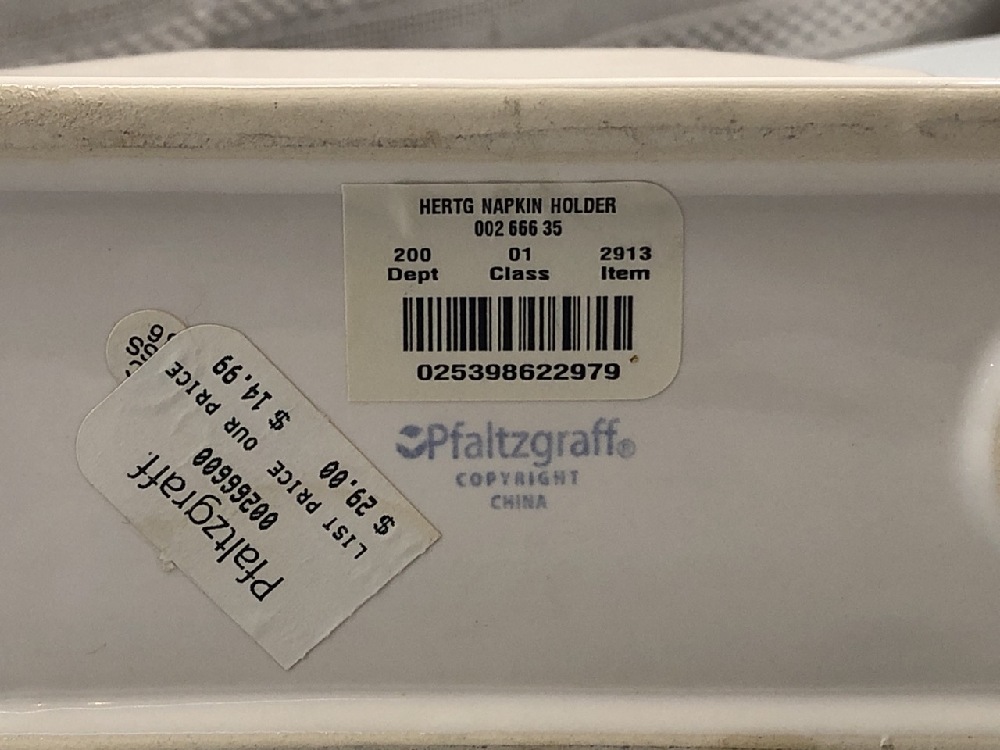 HERTG NAPKIN HOLDER
002 666 35
200 01 2913
Dept Class Item
025398622979
Pfaltzgraff®
COPYRIGHT
CHINA
Pfaltzgraff.
00266600
LIST PRICE OUR PRICE
$ 29.00 $ 14.99